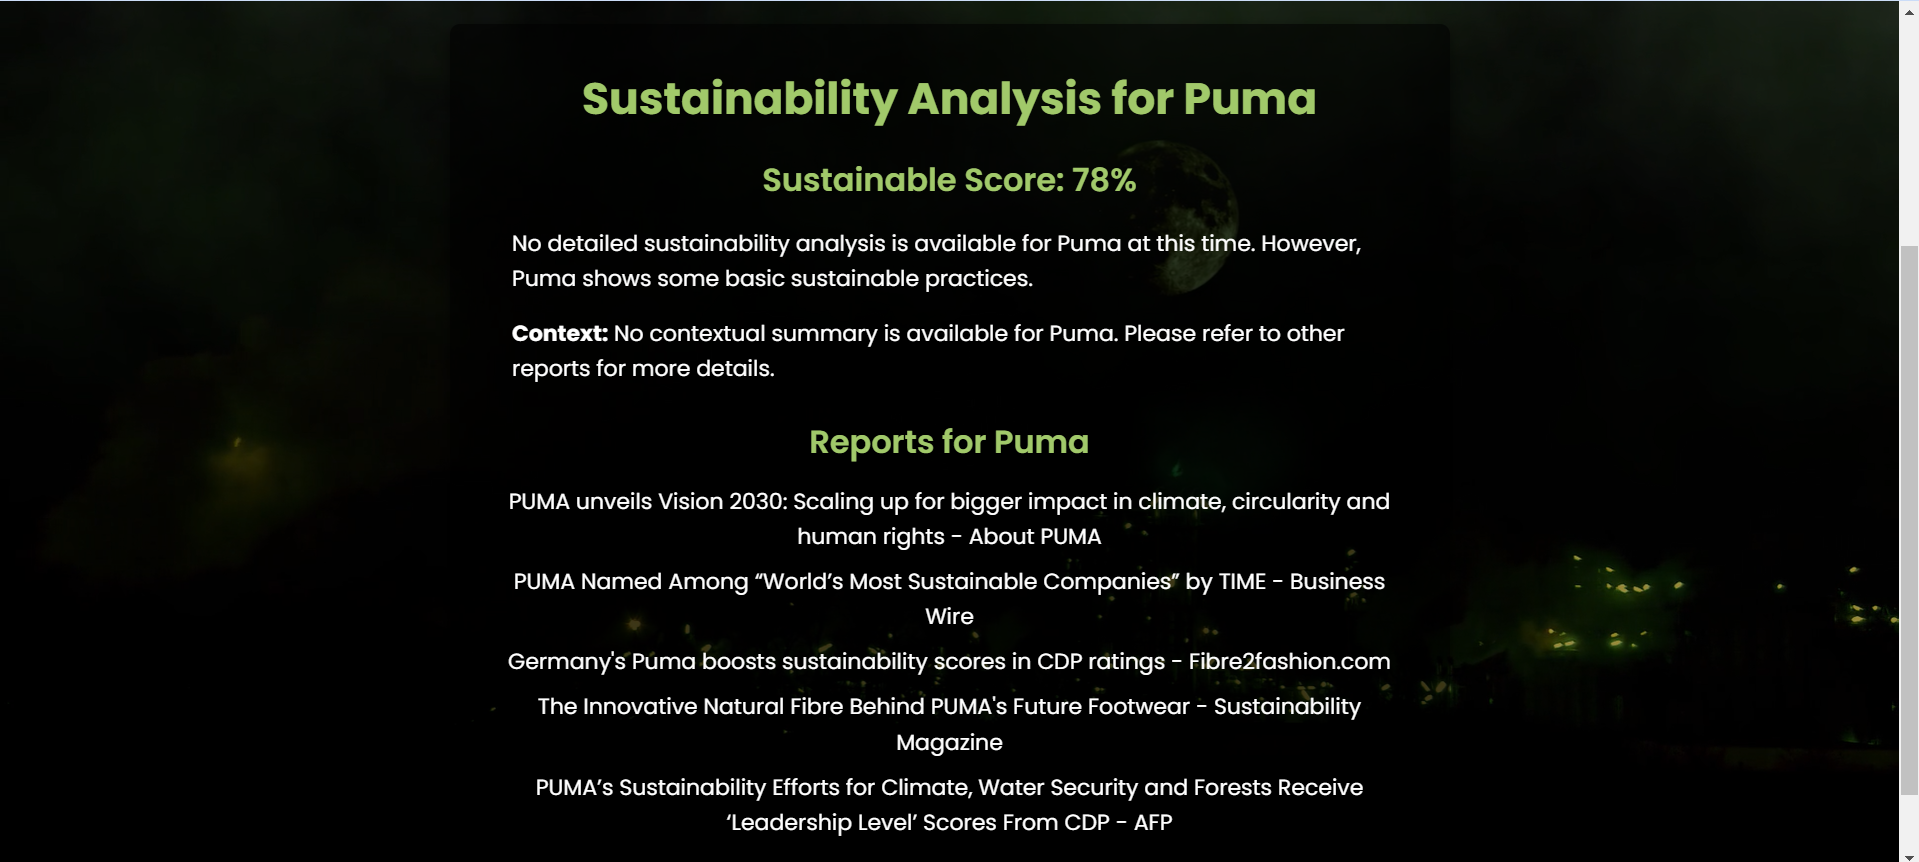 Sustainability Analysis for Puma
Sustainable Score: 78%
No detailed sustainability analysis is available for Puma at this time. However,
Puma shows some basic sustainable practices.
Context: No contextual summary is available for Puma. Please refer to other
reports for more details.
Reports for Puma
PUMA unveils Vision 2030: Scaling up for bigger impact in climate, circularity and
human rights - About PUMA
PUMA Named Among “World’s Most Sustainable Companies” by TIME - Business
Wire
Germany's Puma boosts sustainability scores in CDP ratings - Fibre2fashion.com
The Innovative Natural Fibre Behind PUMA's Future Footwear - Sustainability
Magazine
PUMA’s Sustainability Efforts for Climate, Water Security and Forests Receive
‘Leadership Level’ Scores From CDP - AFP